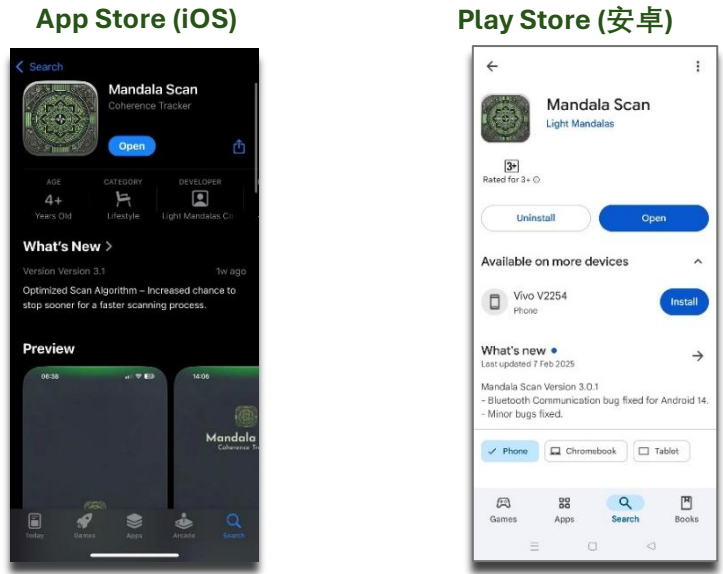 App Store (iOS)
Search
Mandala Scan
Coherence Tracker
Open
AGE
CATEGORY
DEVELOPER
4+
Years Old
Lifestyle
Light Mandalas Co
What's New >
Version Version 3.1
1w ago
Optimized Scan Algorithm – Increased chance to
stop sooner for a faster scanning process.
Preview
06:38
14:06
Mandala
Coherence
Today
Games
Apps
Arcade
Search
Play Store (安卓)
Mandala Scan
Light Mandalas
3+
Rated for 3+
Uninstall
Open
Available on more devices
Vivo V2254
Phone
Install
What's new
Last updated 7 Feb 2025
Mandala Scan Version 3.0.1
- Bluetooth Communication bug fixed for Android 14.
- Minor bugs fixed.
Phone
Chromebook
Tablet
Games
Apps
Search
Books